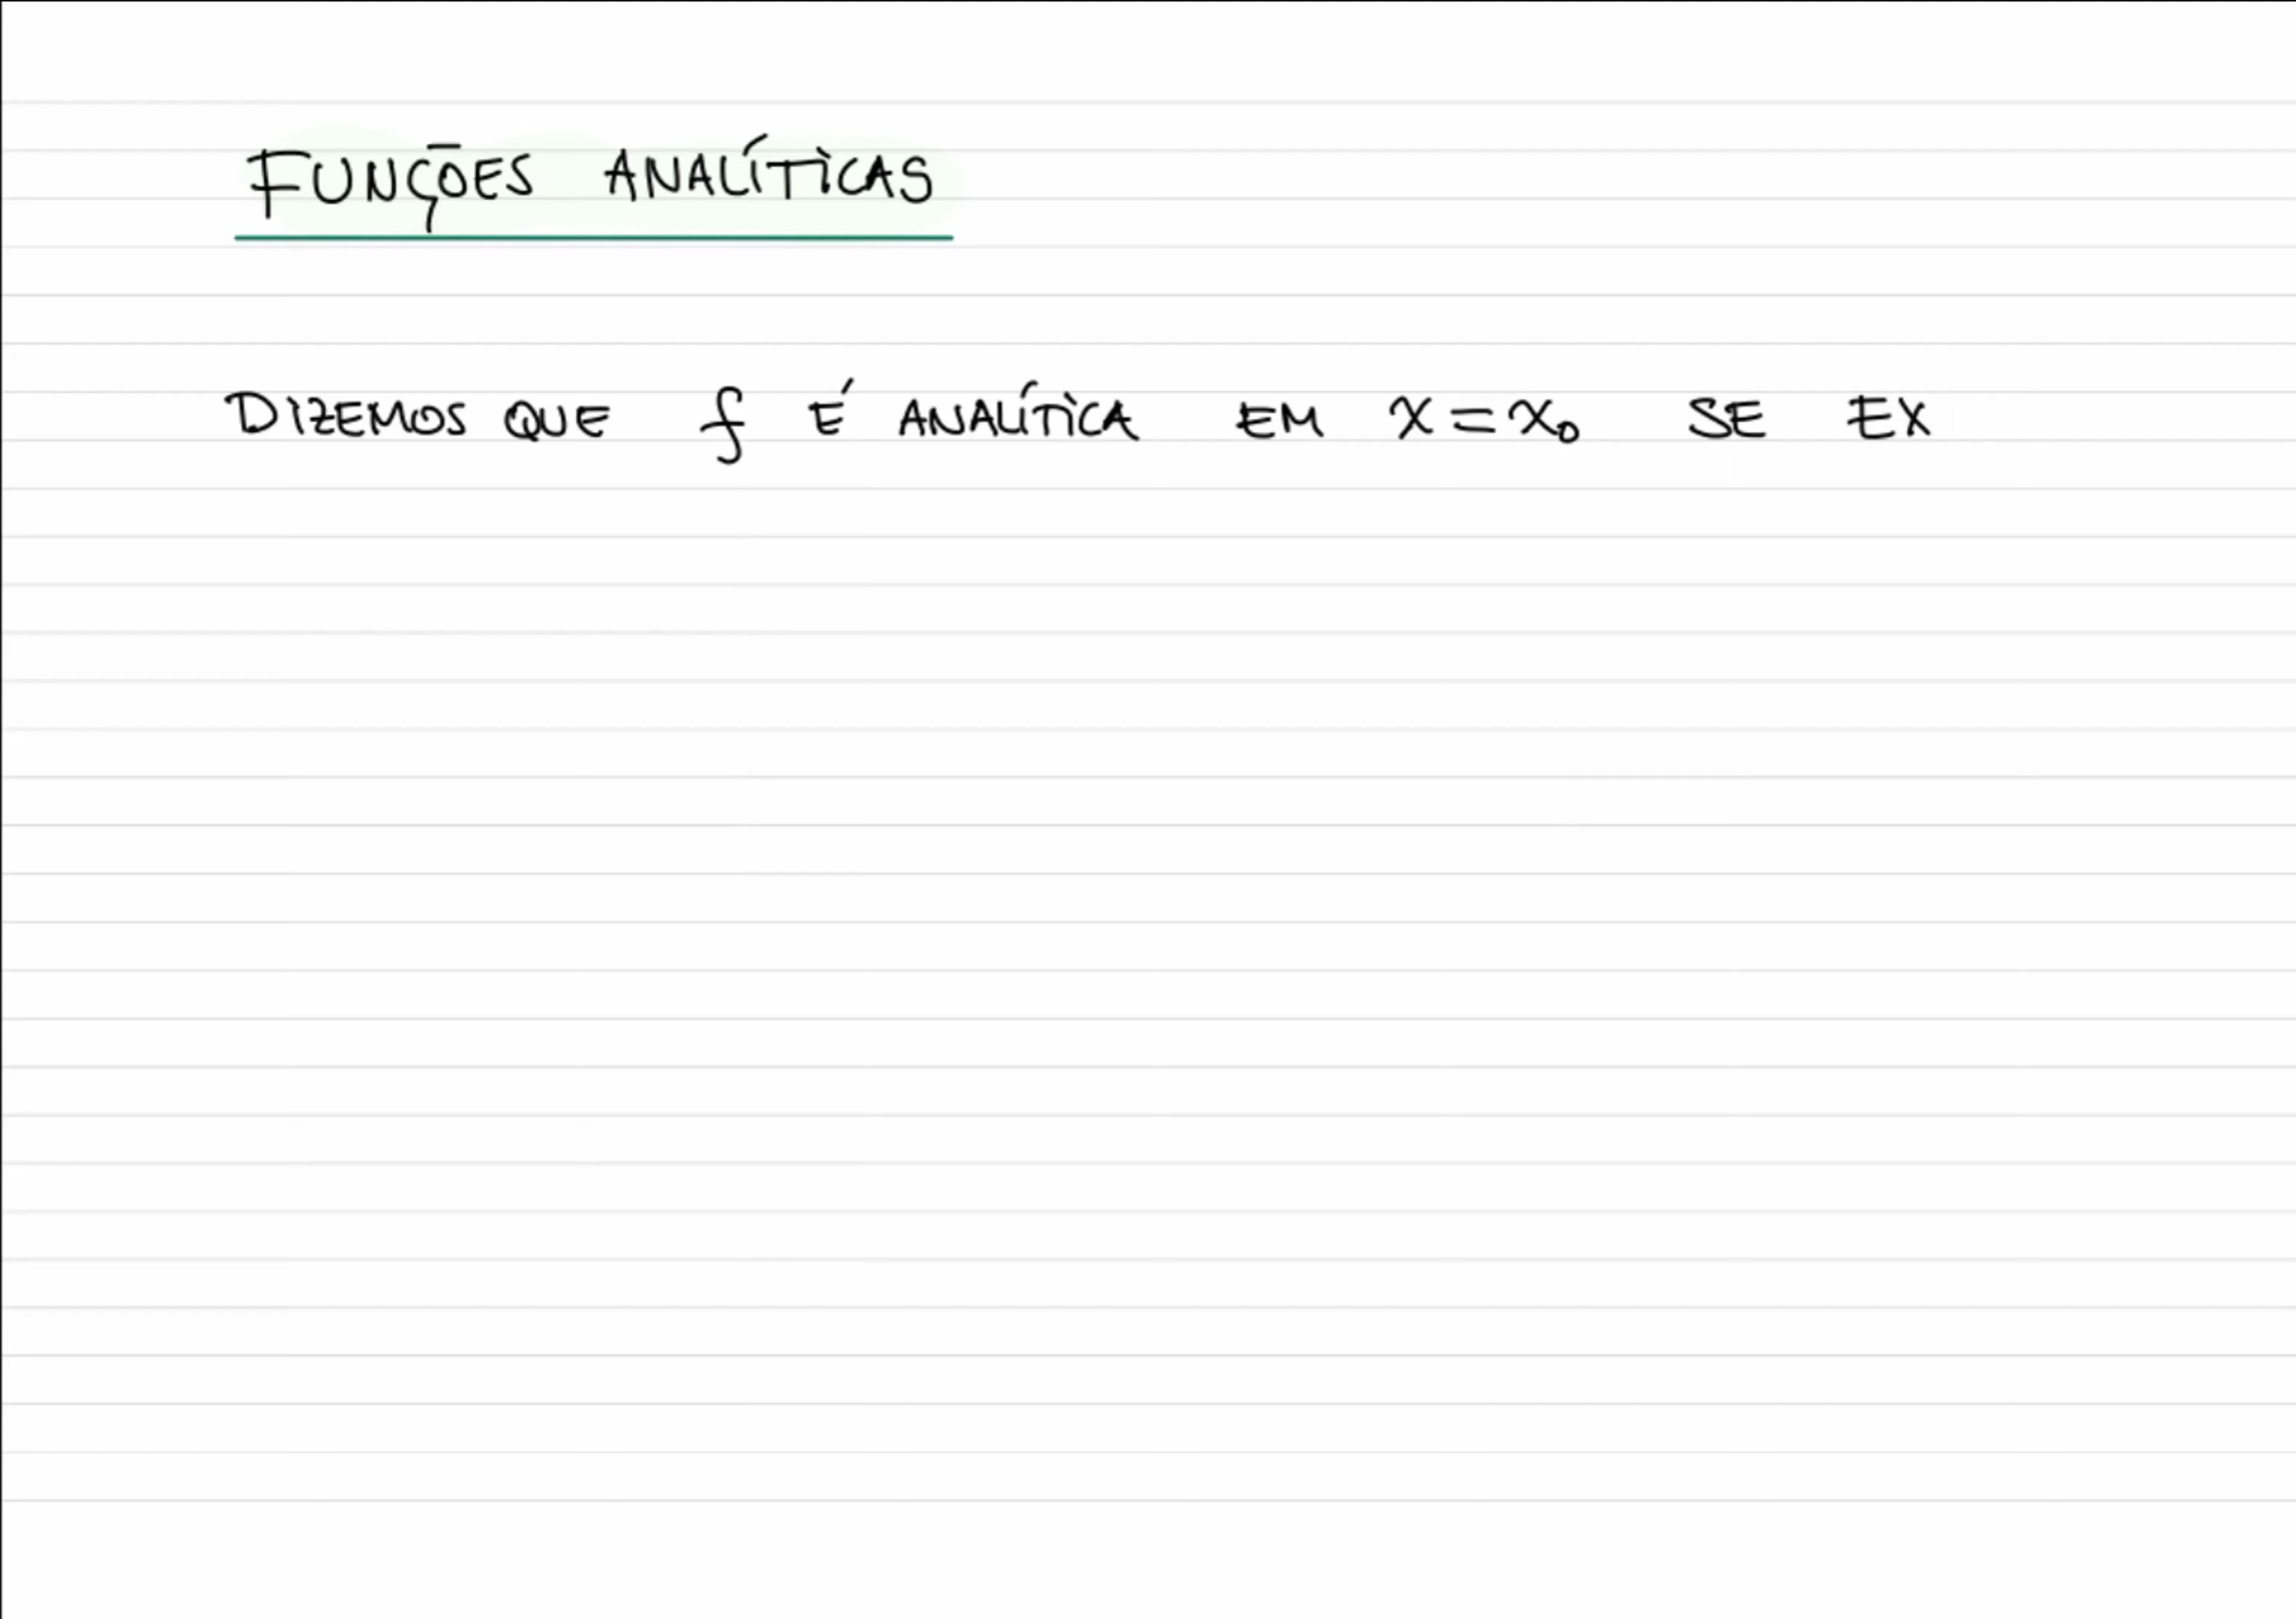 FUNÇÕES ANALÍTICAS
DIZEMOS QUE f É ANALÍTICA EM x=x₀ SE EX